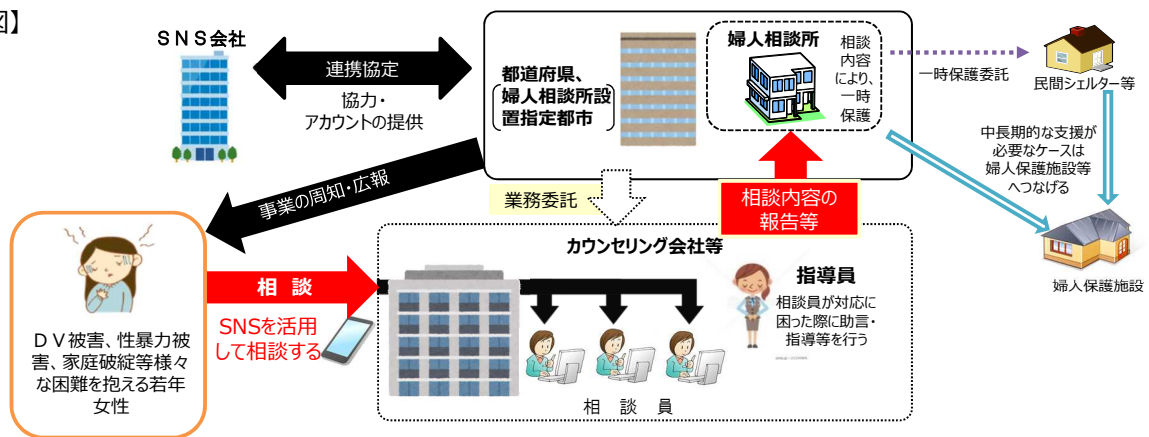 図】
ＳＮＳ会社
連携協定
協力・
アカウントの提供
都道府県、
婦人相談所設
置指定都市
婦人相談所
相談
内容
により、
一時
保護
一時保護委託
民間シェルター等
中長期的な支援が
必要なケースは
婦人保護施設等
へつなげる
婦人保護施設
事業の周知・広報
業務委託
相談内容の
報告等
ＤＶ被害、性暴力被
害、家庭破綻等様々
な困難を抱える若年
女性
相 談
SNSを活用
して相談する
カウンセリング会社等
指導員
相談員が対応に
困った際に助言・
指導等を行う
相 談 員